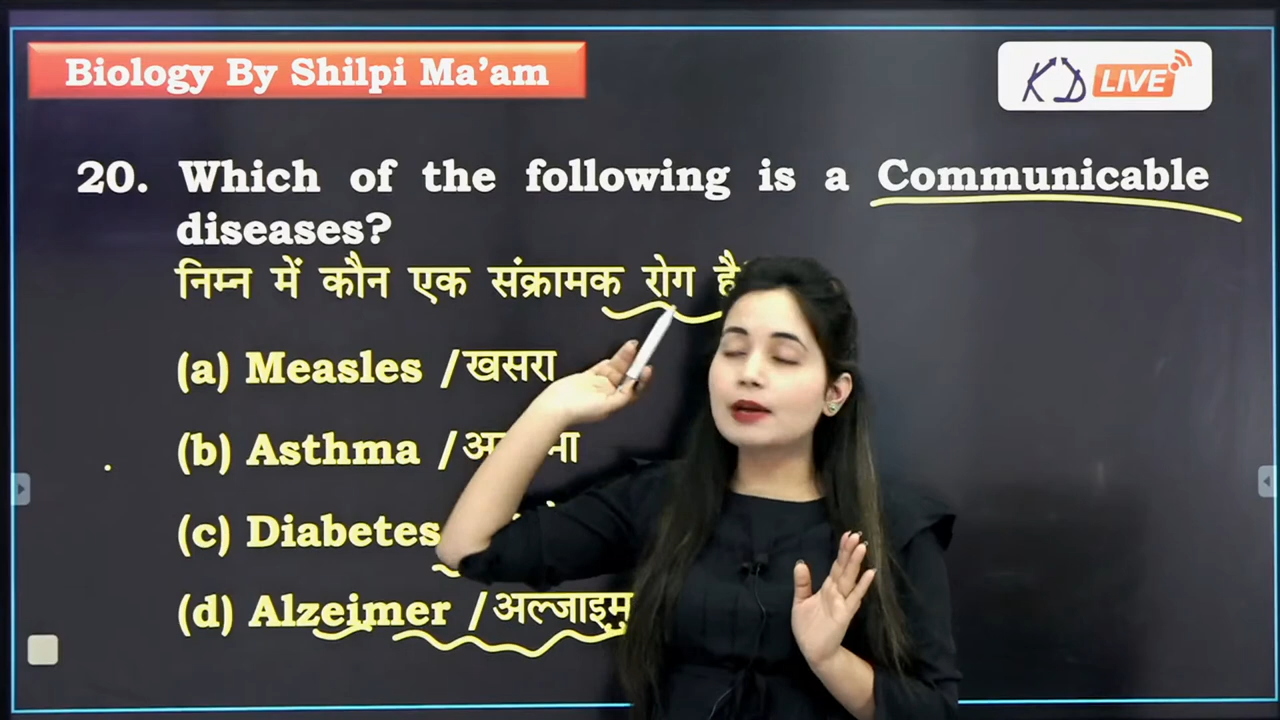 Biology By Shilpi Ma’am
KD LIVE
20. Which of the following is a Communicable
diseases?
निम्न में कौन एक संक्रामक रोग है
(a) Measles /खसरा
(b) Asthma /
(c) Diabetes
(d) Alzeimer /